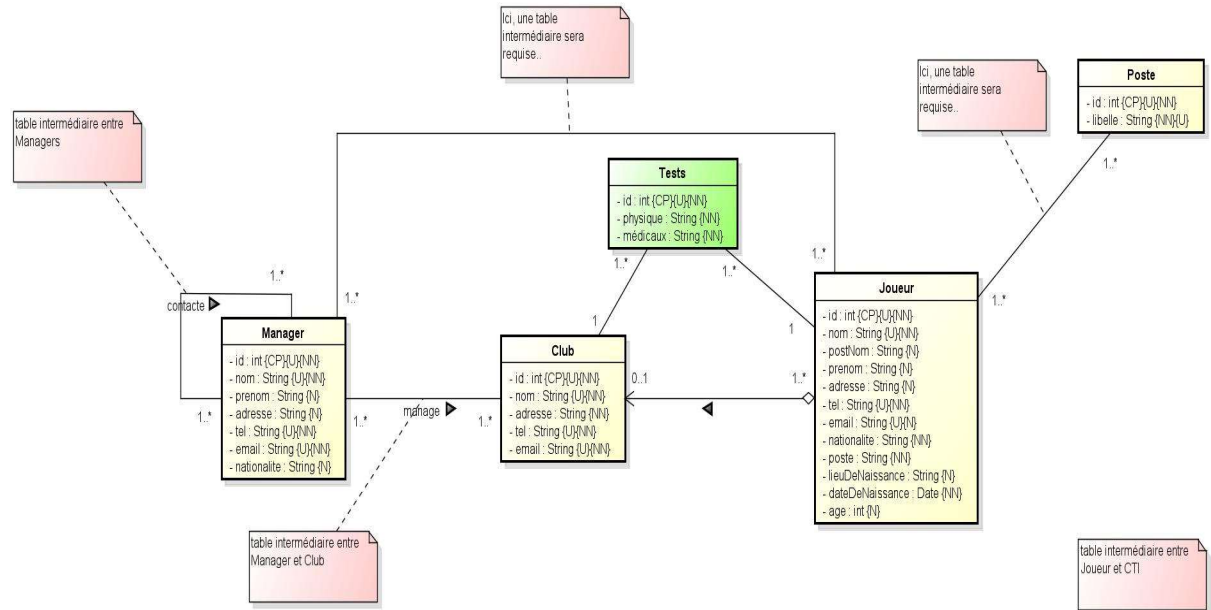 Ici, une table
intermédiaire sera
requise..
Ici, une table
intermédiaire sera
requise..
Poste
- id : int {CP}{U}{NN}
- libelle : String {NN}{U}
table intermédiaire entre
Managers
Tests
- id : int {CP}{U}{NN}
- physique : String {NN}
- médicaux : String {NN}
1..*
1..*
1..*
1..*
1..*
contacte
1..*
1..*
Joueur
- id : int {CP}{U}{NN}
- nom : String {U}{NN}
- postNom : String {N}
- prenom : String {N}
- adresse : String {N}
- tel : String {U}{NN}
- email : String {U}{N}
- nationalite : String {NN}
- poste : String {NN}
- lieuDeNaissance : String {N}
- dateDeNaissance : Date {NN}
- age : int {N}
Manager
- id : int {CP}{U}{NN}
- nom : String {U}{NN}
- prenom : String {N}
- adresse : String {N}
- tel : String {U}{NN}
- email : String {U}{NN}
- nationalite : String {N}
1
1
Club
- id : int {CP}{U}{NN}
- nom : String {U}{NN}
- adresse : String {NN}
- tel : String {U}{NN}
- email : String {U}{NN}
0..1
1..*
1..*
1..*
manage
1..*
table intermédiaire entre
Manager et Club
table intermédiaire entre
Joueur et CTI